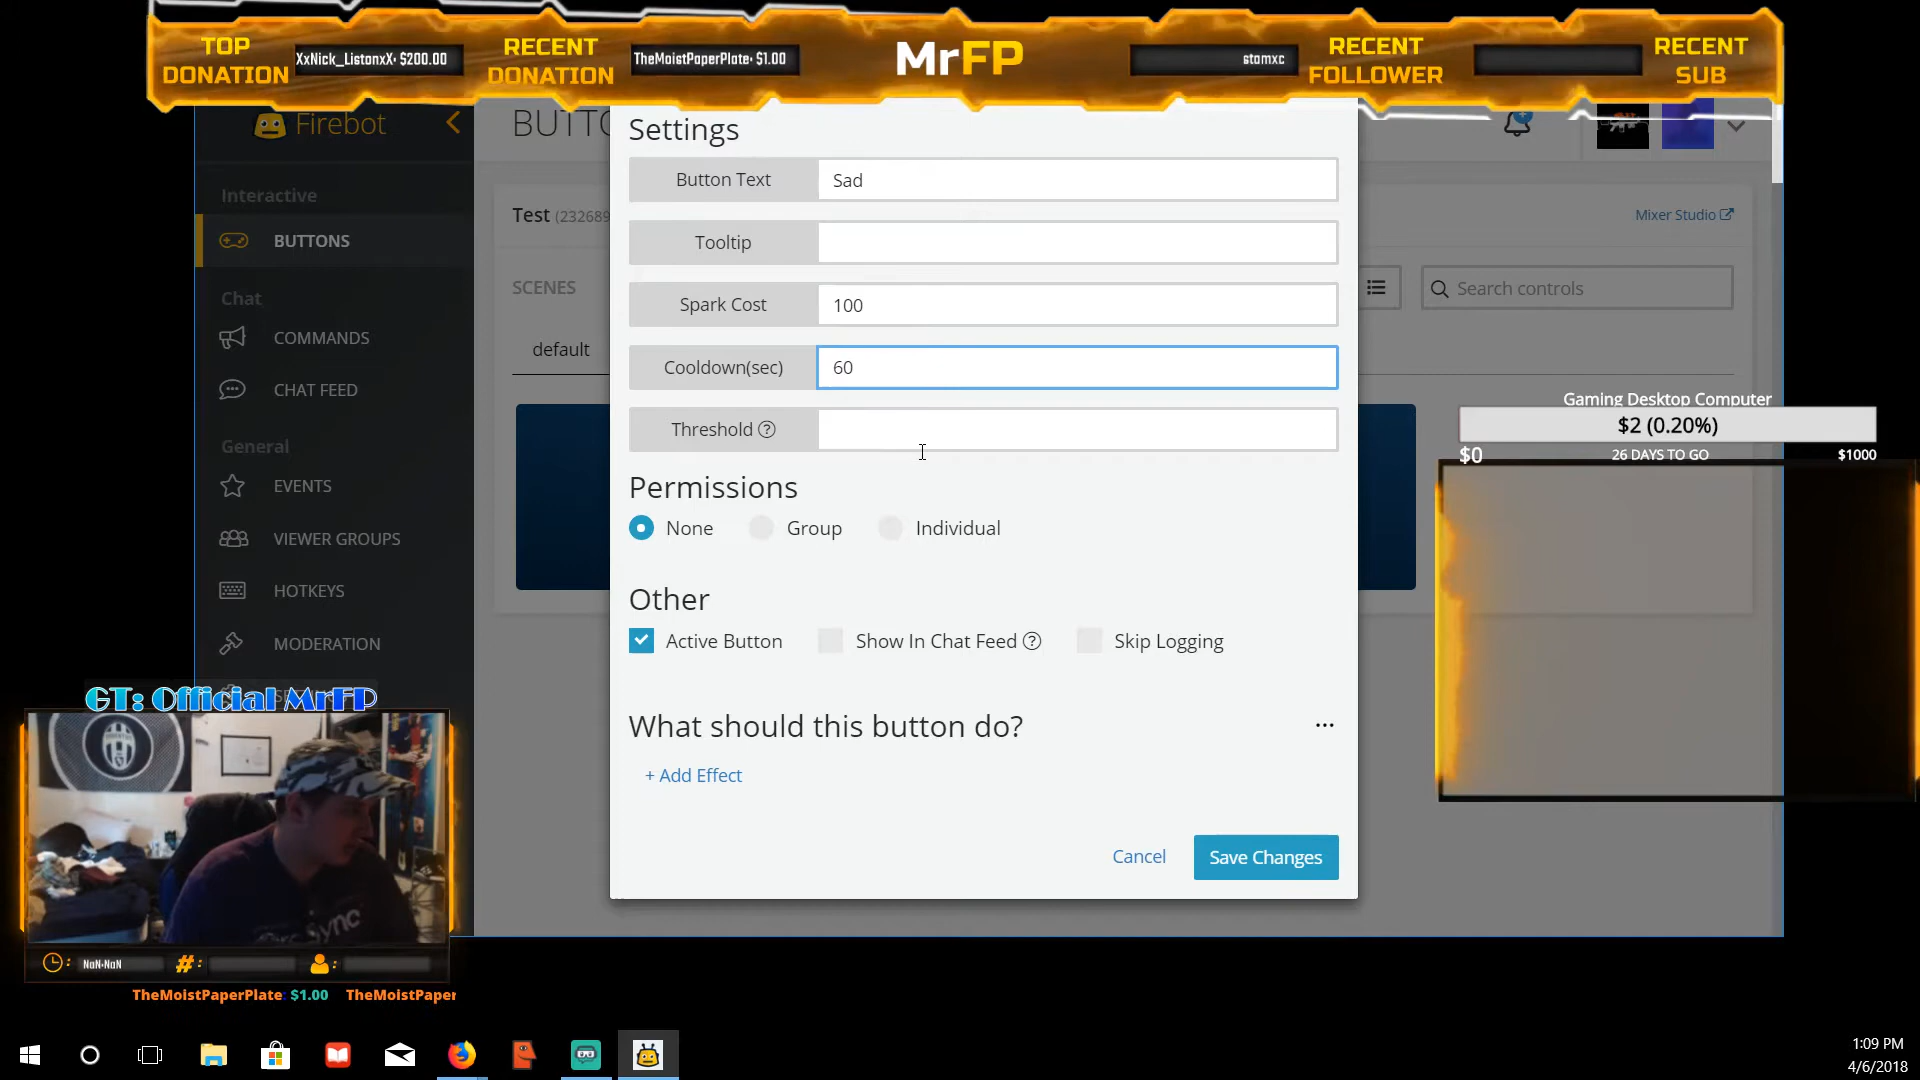 TOP
DONATION
XxNick_ListonxX: $200.00
RECENT
DONATION
TheMoistPaperPlate: $1.00
MrFP
stamxc
RECENT
FOLLOWER
RECENT
SUB
Firebot
Interactive
BUTTONS
Chat
COMMANDS
CHAT FEED
General
EVENTS
VIEWER GROUPS
HOTKEYS
MODERATION
Test (232689
Mixer Studio
SCENES
Search controls
default
Settings
Button Text
Sad
Tooltip
Spark Cost
100
Cooldown(sec)
60
Threshold ?
Permissions
None
Group
Individual
Other
Active Button
Show In Chat Feed ?
Skip Logging
What should this button do?
...
+ Add Effect
Cancel
Save Changes
Gaming Desktop Computer
$2 (0.20%)
$0
26 DAYS TO GO
$1000
GT: Official MrFP
: NaN:NaN
#:
:
TheMoistPaperPlate: $1.00 TheMoistPaper
1:09 PM
4/6/2018